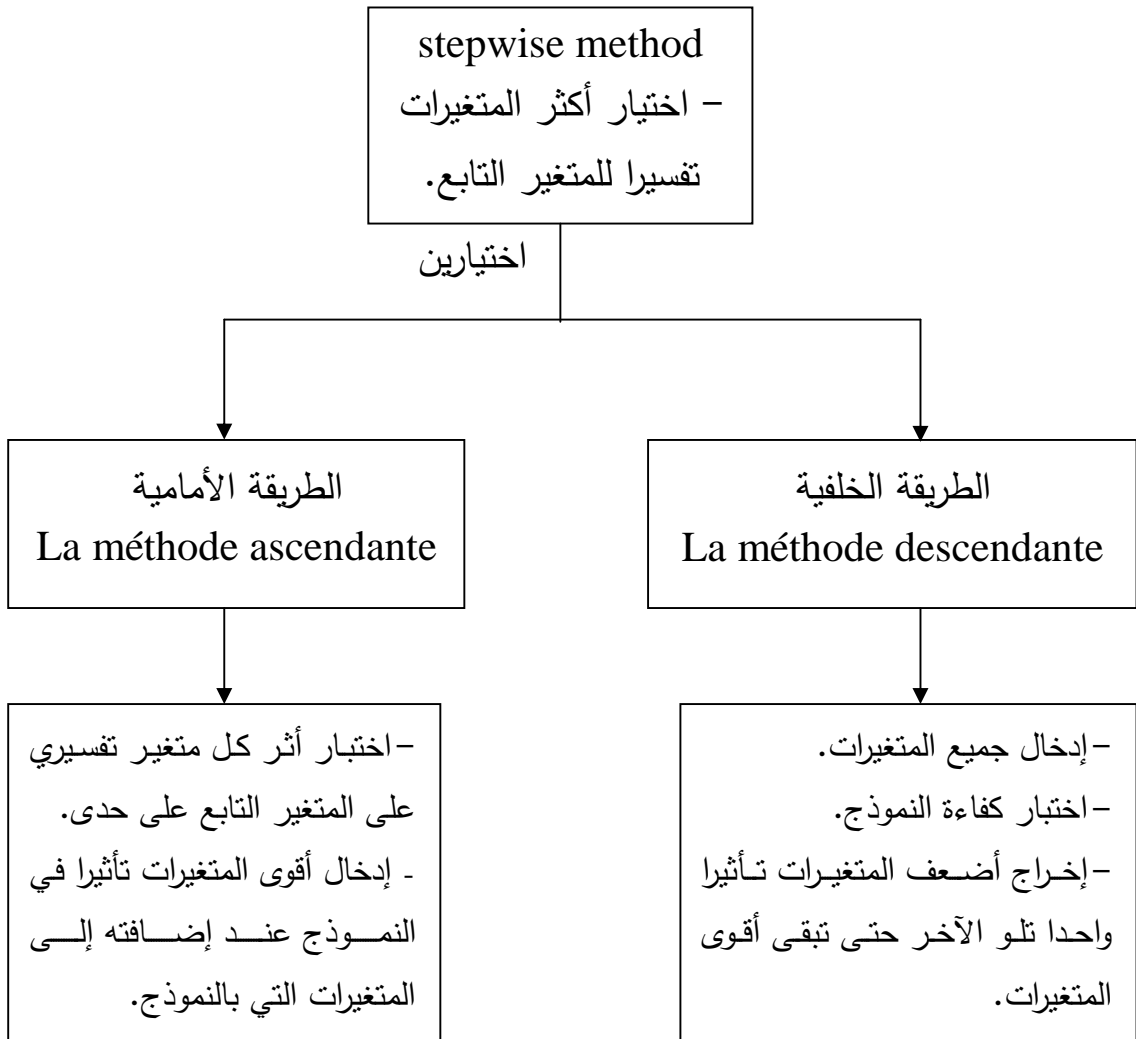 stepwise method
- اختيار أكثر المتغيرات
تفسيرا للمتغير التابع.
اختيارين
الطريقة الخلفية
La méthode descendante
الطريقة الأمامية
La méthode ascendante
-إدخال جميع المتغيرات.
-اختبار كفاءة النموذج.
-إخراج أضعف المتغيرات تأثيرا
واحدا تلو الآخر حتى تبقى أقوى
المتغيرات.
-اختبار أثر كل متغير تفسيري
على المتغير التابع على حدى.
- إدخال أقوى المتغيرات تأثيرا في
النموذج عند إضافته إلى
المتغيرات التي بالنموذج.